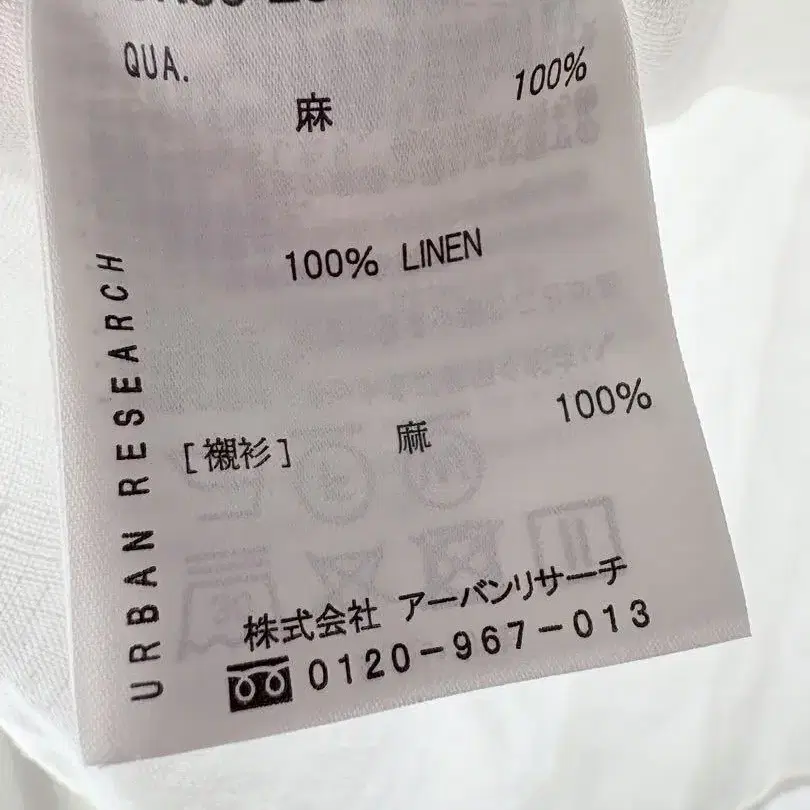 QUA.
麻 100%
100% LINEN
[襯衫] 麻 100%
株式会社 アーバンリサーチ
0120-967-013
URBAN RESEARCH